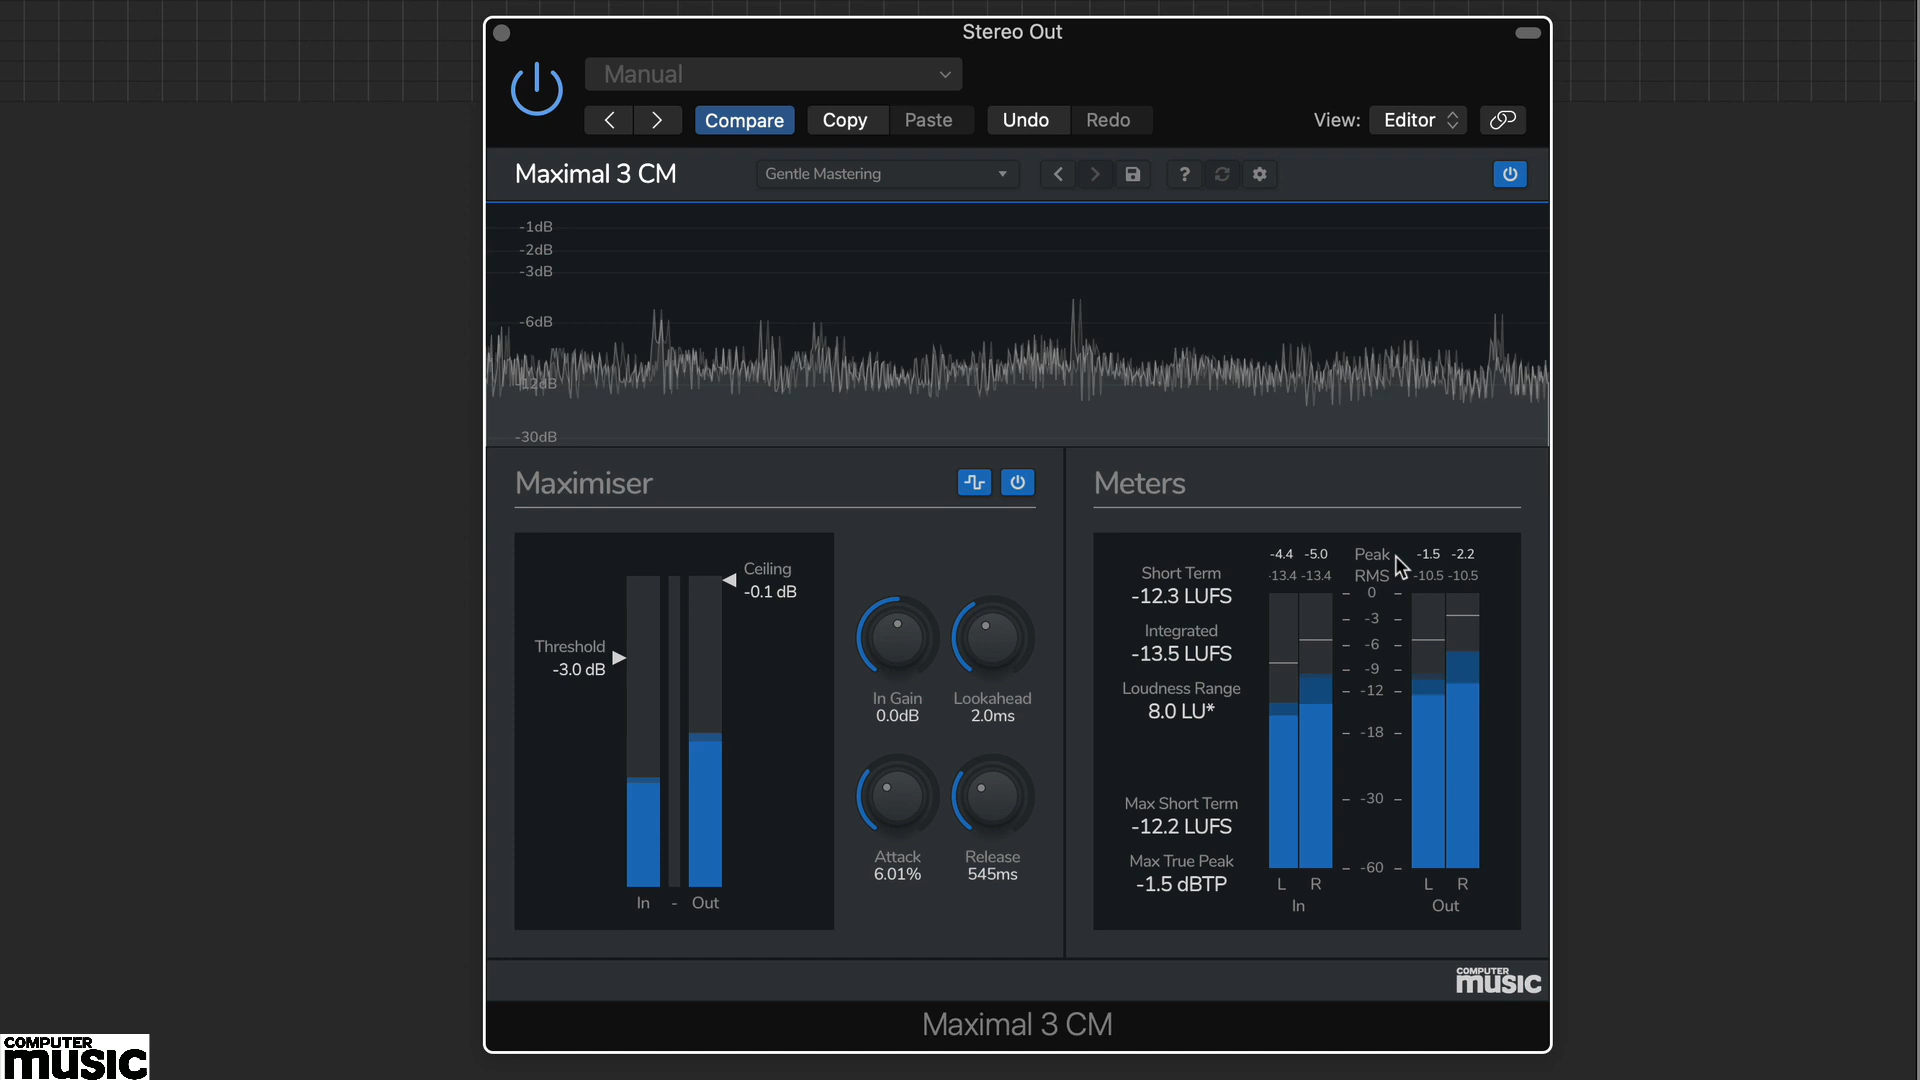 Stereo Out
Manual
Compare Copy Paste Undo Redo View: Editor
Maximal 3 CM Gentle Mastering ?
-1dB
-2dB
-3dB
-6dB
-12dB
-30dB
Maximiser
Ceiling
-0.1 dB
Threshold
-3.0 dB
In - Out
In Gain
0.0dB
Lookahead
2.0ms
Attack
6.01%
Release
545ms
Meters
Short Term
-12.3 LUFS
Integrated
-13.5 LUFS
Loudness Range
8.0 LU*
Max Short Term
-12.2 LUFS
Max True Peak
-1.5 dBTP
-4.4 -5.0 Peak -1.5 -2.2
-13.4 -13.4 RMS -10.5 -10.5
- 0 -
- -3 -
- -6 -
- -9 -
- -12 -
- -18 -
- -30 -
- -60 -
L R L R
In Out
COMPUTER
music
Maximal 3 CM
COMPUTER
music